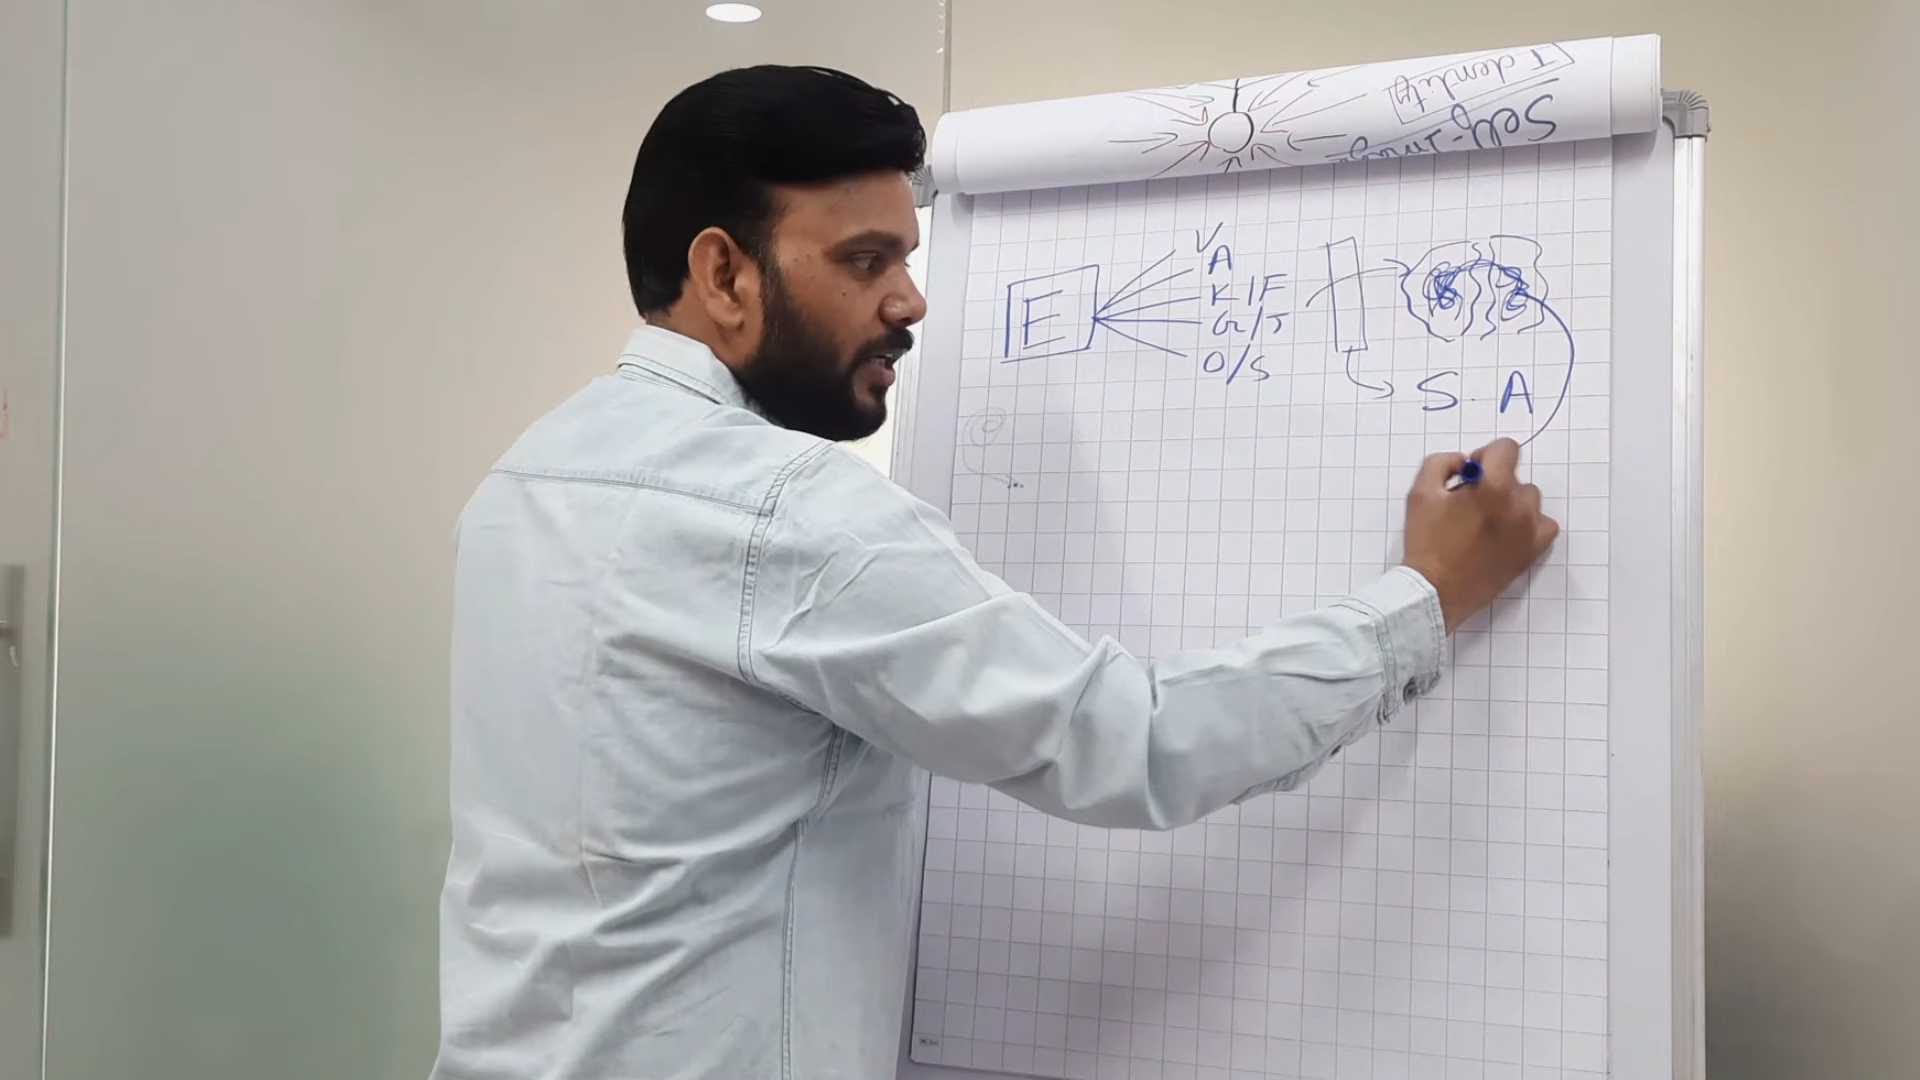 Identity
Self-Image
E
V
A
K/F
G/T
O/S
S. A